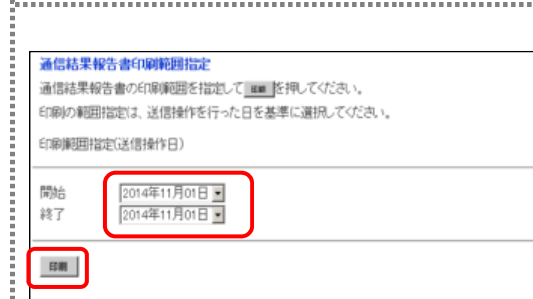 通信結果報告書印刷範囲指定
通信結果報告書の印刷範囲を指定して 印刷 を押してください。
印刷の範囲指定は、送信操作を行った日を基準に選択してください。
印刷範囲指定(送信操作日)
開始 2014年11月01日
終了 2014年11月01日
印刷